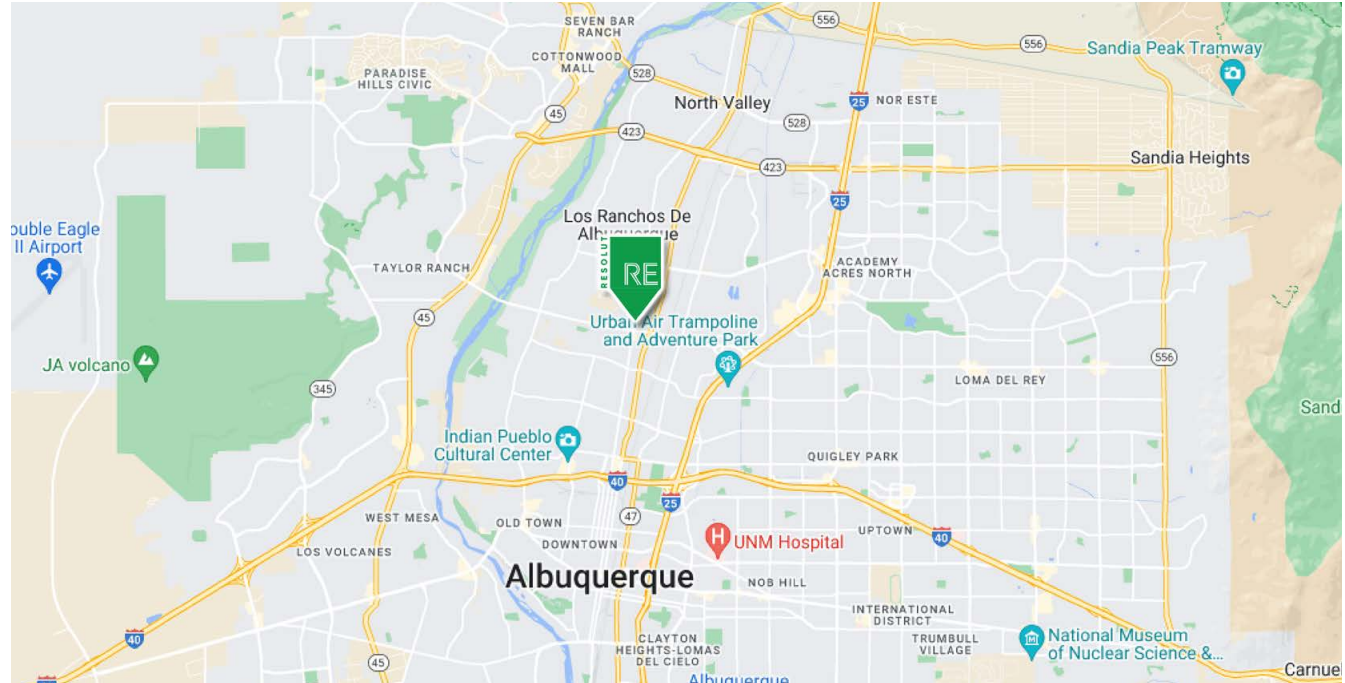 SEVEN BAR
RANCH
556
556
Sandia Peak Tramway
COTTONWOOD
MALL
PARADISE
HILLS CIVIC
528
North Valley
25
NOR ESTE
45
528
423
423
Sandia Heights
25
Los Ranchos De
Albuquerque
ouble Eagle
II Airport
RESOLUT
RE
TAYLOR RANCH
ACADEMY
ACRES NORTH
45
Urban Air Trampoline
and Adventure Park
JA volcano
556
345
LOMA DEL REY
Sand
Indian Pueblo
Cultural Center
QUIGLEY PARK
40
25
WEST MESA
OLD TOWN
47
UPTOWN
40
LOS VOLCANES
DOWNTOWN
UNM Hospital
Albuquerque
NOB HILL
INTERNATIONAL
DISTRICT
40
CLAYTON
HEIGHTS-LOMAS
DEL CIELO
TRUMBULL
VILLAGE
National Museum
of Nuclear Science &...
45
Carnuel
Albuquerque